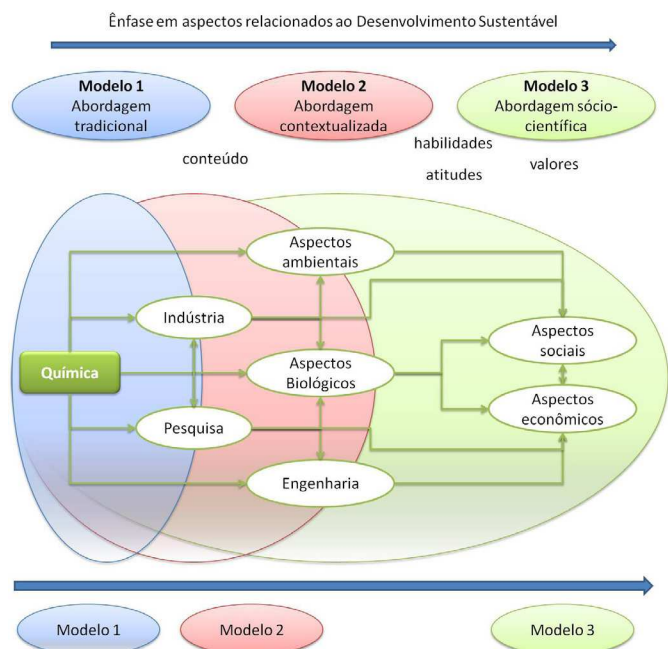 Ênfase em aspectos relacionados ao Desenvolvimento Sustentável
Modelo 1
Abordagem
tradicional
Modelo 2
Abordagem
contextualizada
Modelo 3
Abordagem sócio-
científica
conteúdo
habilidades
atitudes
valores
Aspectos
ambientais
Indústria
Aspectos
sociais
Química
Aspectos
Biológicos
Aspectos
econômicos
Pesquisa
Engenharia
Modelo 1
Modelo 2
Modelo 3